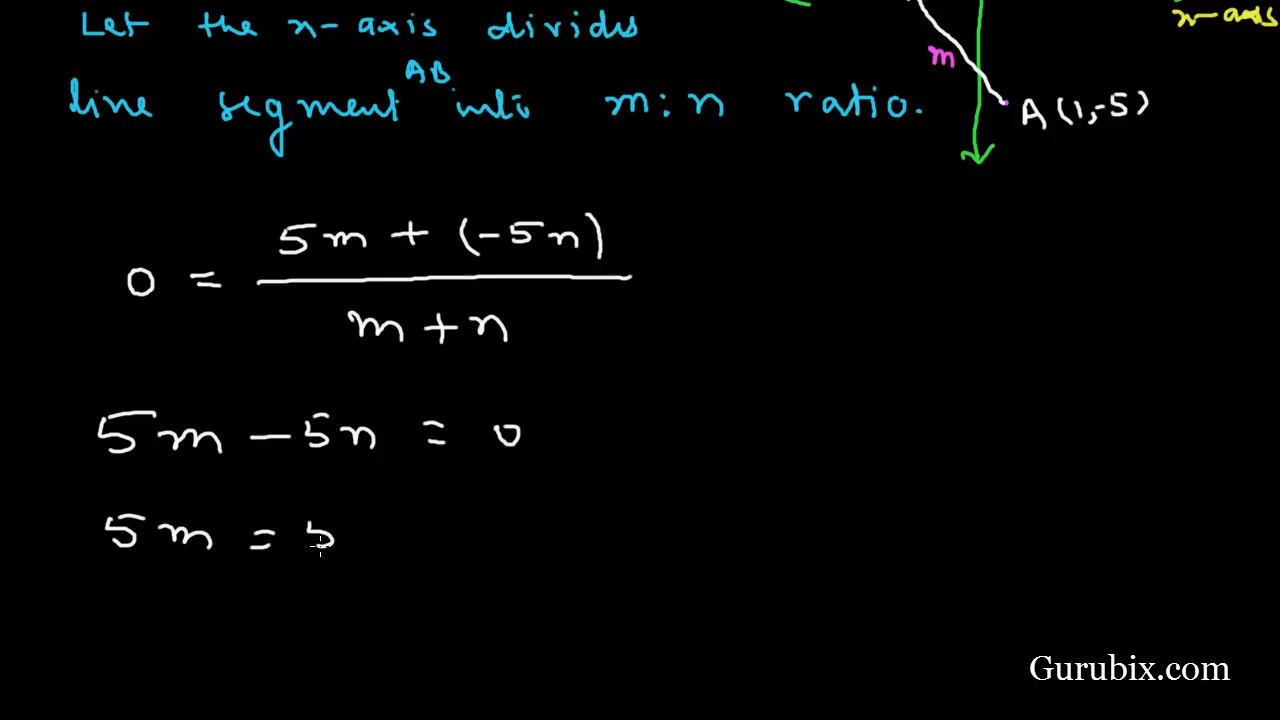 Let the x-axis divides
x-axis
m
AB
line segment into m:n ratio.
A(1,-5)
0 = 5m + (-5n)
m + n
5m - 5n = 0
5m = 5
Gurubix.com